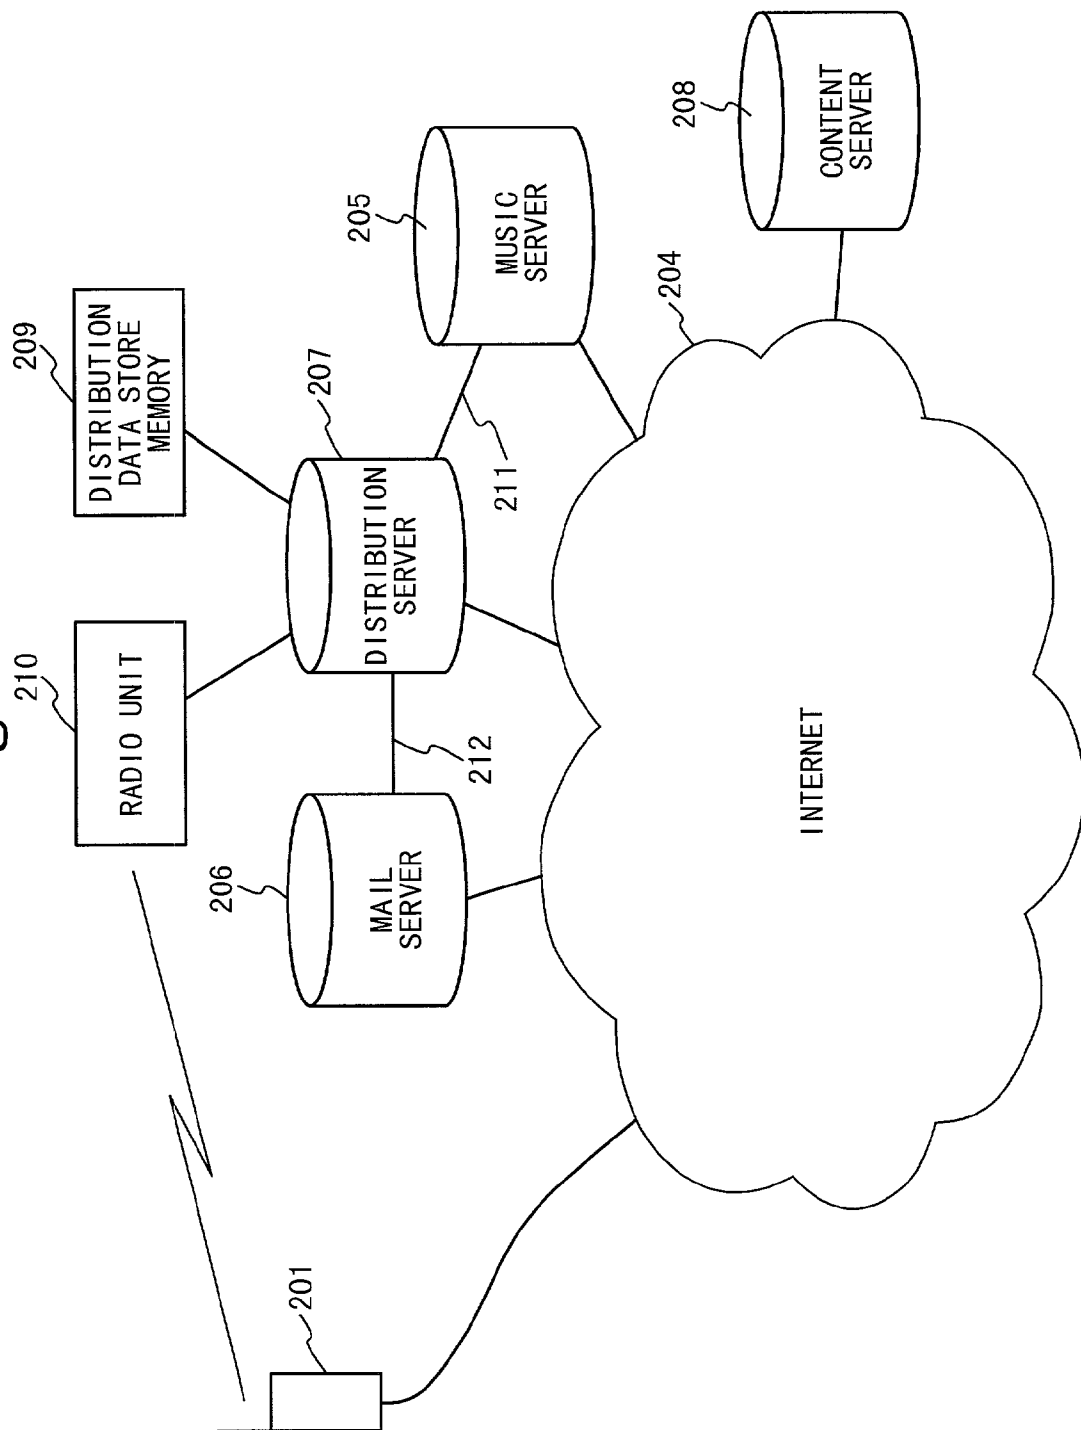 209
DISTRIBUTION
DATA STORE
MEMORY
210
RADIO UNIT
207
DISTRIBUTION
SERVER
205
MUSIC
SERVER
211
212
206
MAIL
SERVER
208
CONTENT
SERVER
204
INTERNET
201